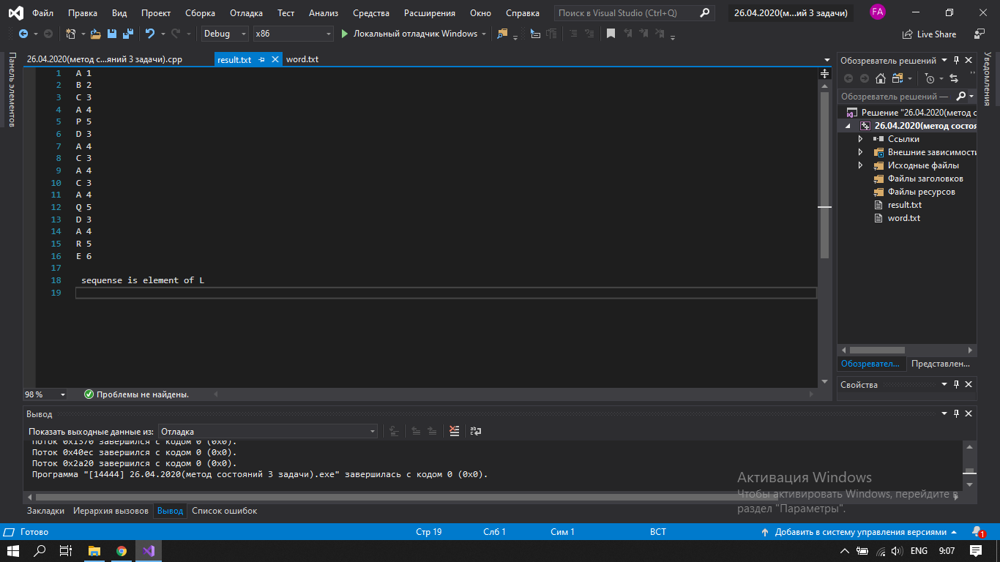 Файл Правка Вид Проект Сборка Отладка Тест Анализ Средства Расширения Окно Справка Поиск в Visual Studio (Ctrl+Q) 26.04.2020(м...ий 3 задачи) FA
Debug x86 Локальный отладчик Windows Live Share
Панель элементов
26.04.2020(метод с...яний 3 задачи).cpp result.txt word.txt
1 A 1
2 B 2
3 C 3
4 A 4
5 P 5
6 D 3
7 A 4
8 C 3
9 A 4
10 C 3
11 A 4
12 Q 5
13 D 3
14 A 4
15 R 5
16 E 6
17
18 sequense is element of L
19
98 % Проблемы не найдены.
Обозреватель решений
Обозреватель решений —
Решение "26.04.2020(метод с
26.04.2020(метод состоя
Ссылки
Внешние зависимости
Исходные файлы
Файлы заголовков
Файлы ресурсов
result.txt
word.txt
Обозревател... Представлен...
Свойства
Уведомления
Вывод
Показать выходные данные из: Отладка
Поток 0x1370 завершился с кодом 0 (0x0).
Поток 0x40ec завершился с кодом 0 (0x0).
Поток 0x2a20 завершился с кодом 0 (0x0).
Программа "[14444] 26.04.2020(метод состояний 3 задачи).exe" завершилась с кодом 0 (0x0).
Активация Windows
Чтобы активировать Windows, перейдите в
раздел "Параметры".
Закладки Иерархия вызовов Вывод Список ошибок
Готово Стр 19 Слб 1 Сим 1 ВСТ Добавить в систему управления версиями 1
ENG 9:07